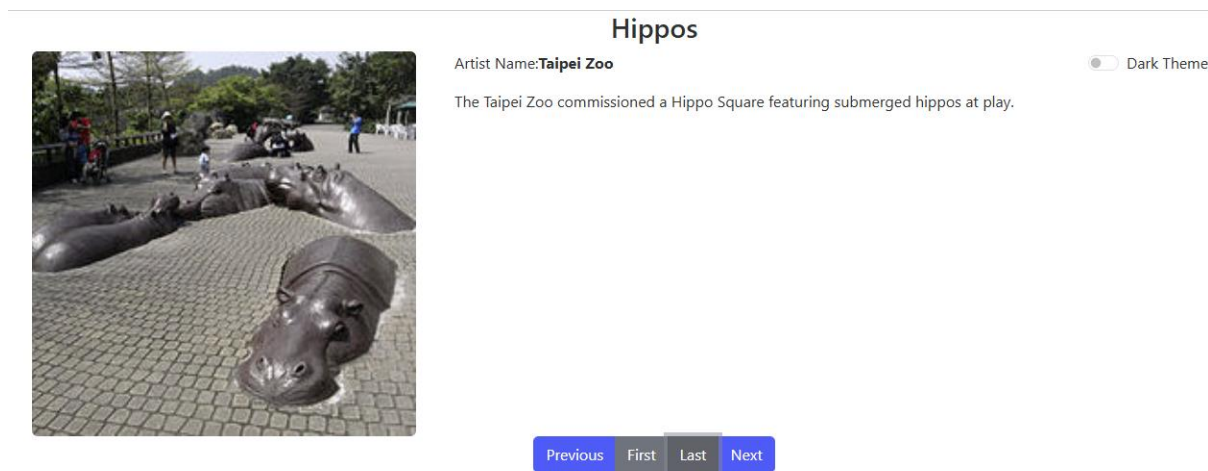 Hippos
Artist Name:Taipei Zoo
Dark Theme
The Taipei Zoo commissioned a Hippo Square featuring submerged hippos at play.
Previous First Last Next